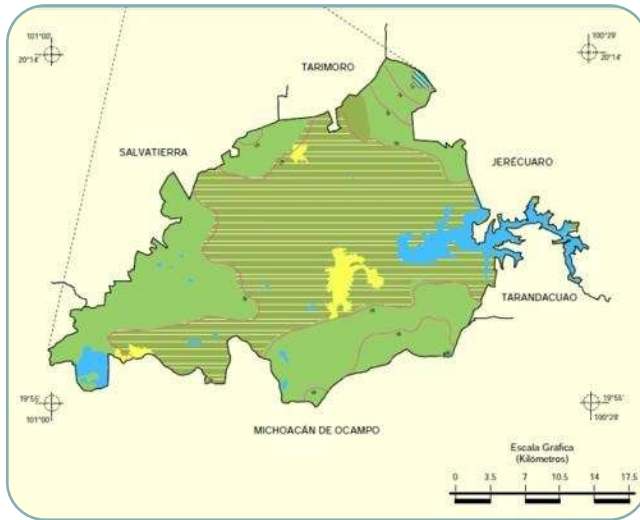 101°00'
20°14'
100°29'
20°14'
TARIMORO
SALVATIERRA
JERÉCUARO
TARANDACUAO
19°55'
101°00'
19°55'
100°29'
MICHOACÁN DE OCAMPO
Escala Gráfica
(Kilómetros)
0 3.5 7 10.5 14 17.5